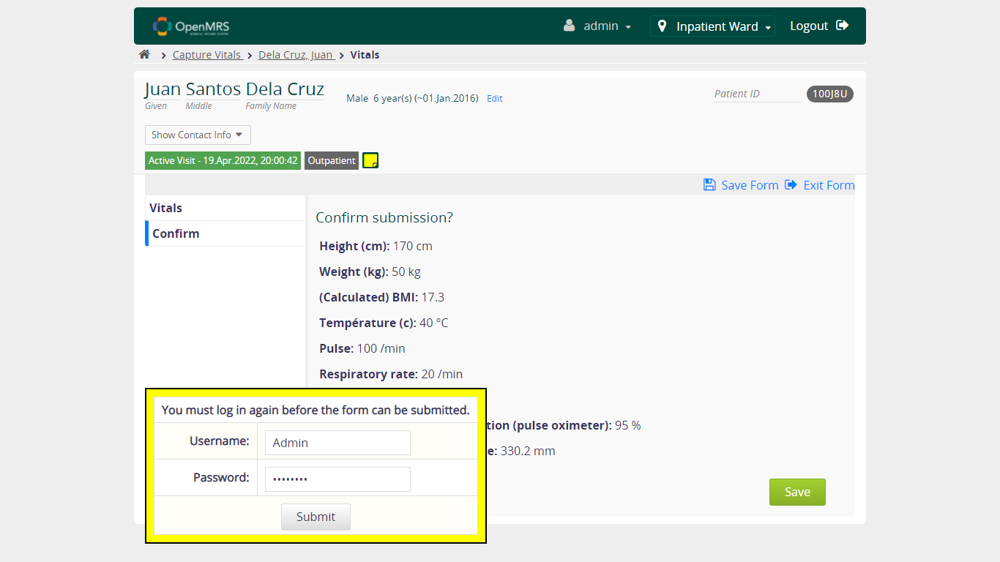 OpenMRS
admin
Inpatient Ward
Logout
Capture Vitals
Dela Cruz, Juan
Vitals
Juan Santos Dela Cruz
Given Middle Family Name
Male 6 year(s) (~01.Jan.2016) Edit
Patient ID 100J8U
Show Contact Info
Active Visit - 19.Apr.2022, 20:00:42 Outpatient
Save Form Exit Form
Vitals
Confirm
Confirm submission?
Height (cm): 170 cm
Weight (kg): 50 kg
(Calculated) BMI: 17.3
Température (c): 40 °C
Pulse: 100 /min
Respiratory rate: 20 /min
tion (pulse oximeter): 95 %
e: 330.2 mm
Save
You must log in again before the form can be submitted.
Username: Admin
Password: ••••••••
Submit